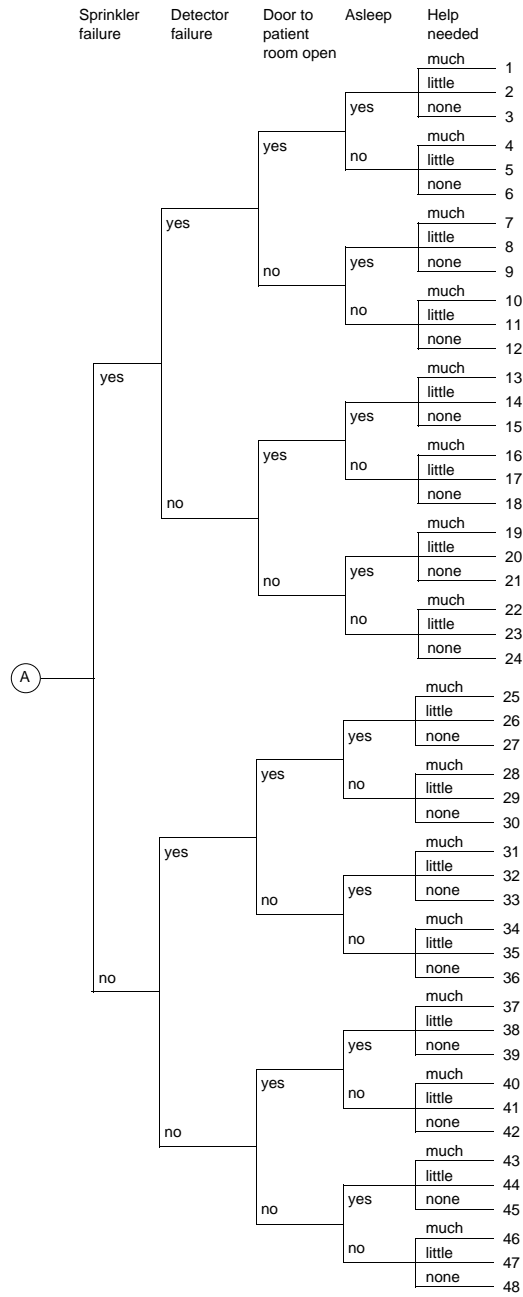 Sprinkler Detector Door to Asleep Help
failure failure patient needed
room open
much 1
little 2
yes none 3
yes
no much 4
little 5
none 6
yes
much 7
little 8
no yes none 9
no much 10
little 11
none 12
yes
much 13
little 14
yes none 15
yes
no much 16
little 17
none 18
no
much 19
little 20
no yes none 21
no much 22
little 23
none 24
A
much 25
little 26
yes none 27
yes
no much 28
little 29
none 30
yes
much 31
little 32
no yes none 33
no much 34
little 35
none 36
no
much 37
little 38
yes none 39
yes
no much 40
little 41
none 42
no
much 43
little 44
no yes none 45
no much 46
little 47
none 48